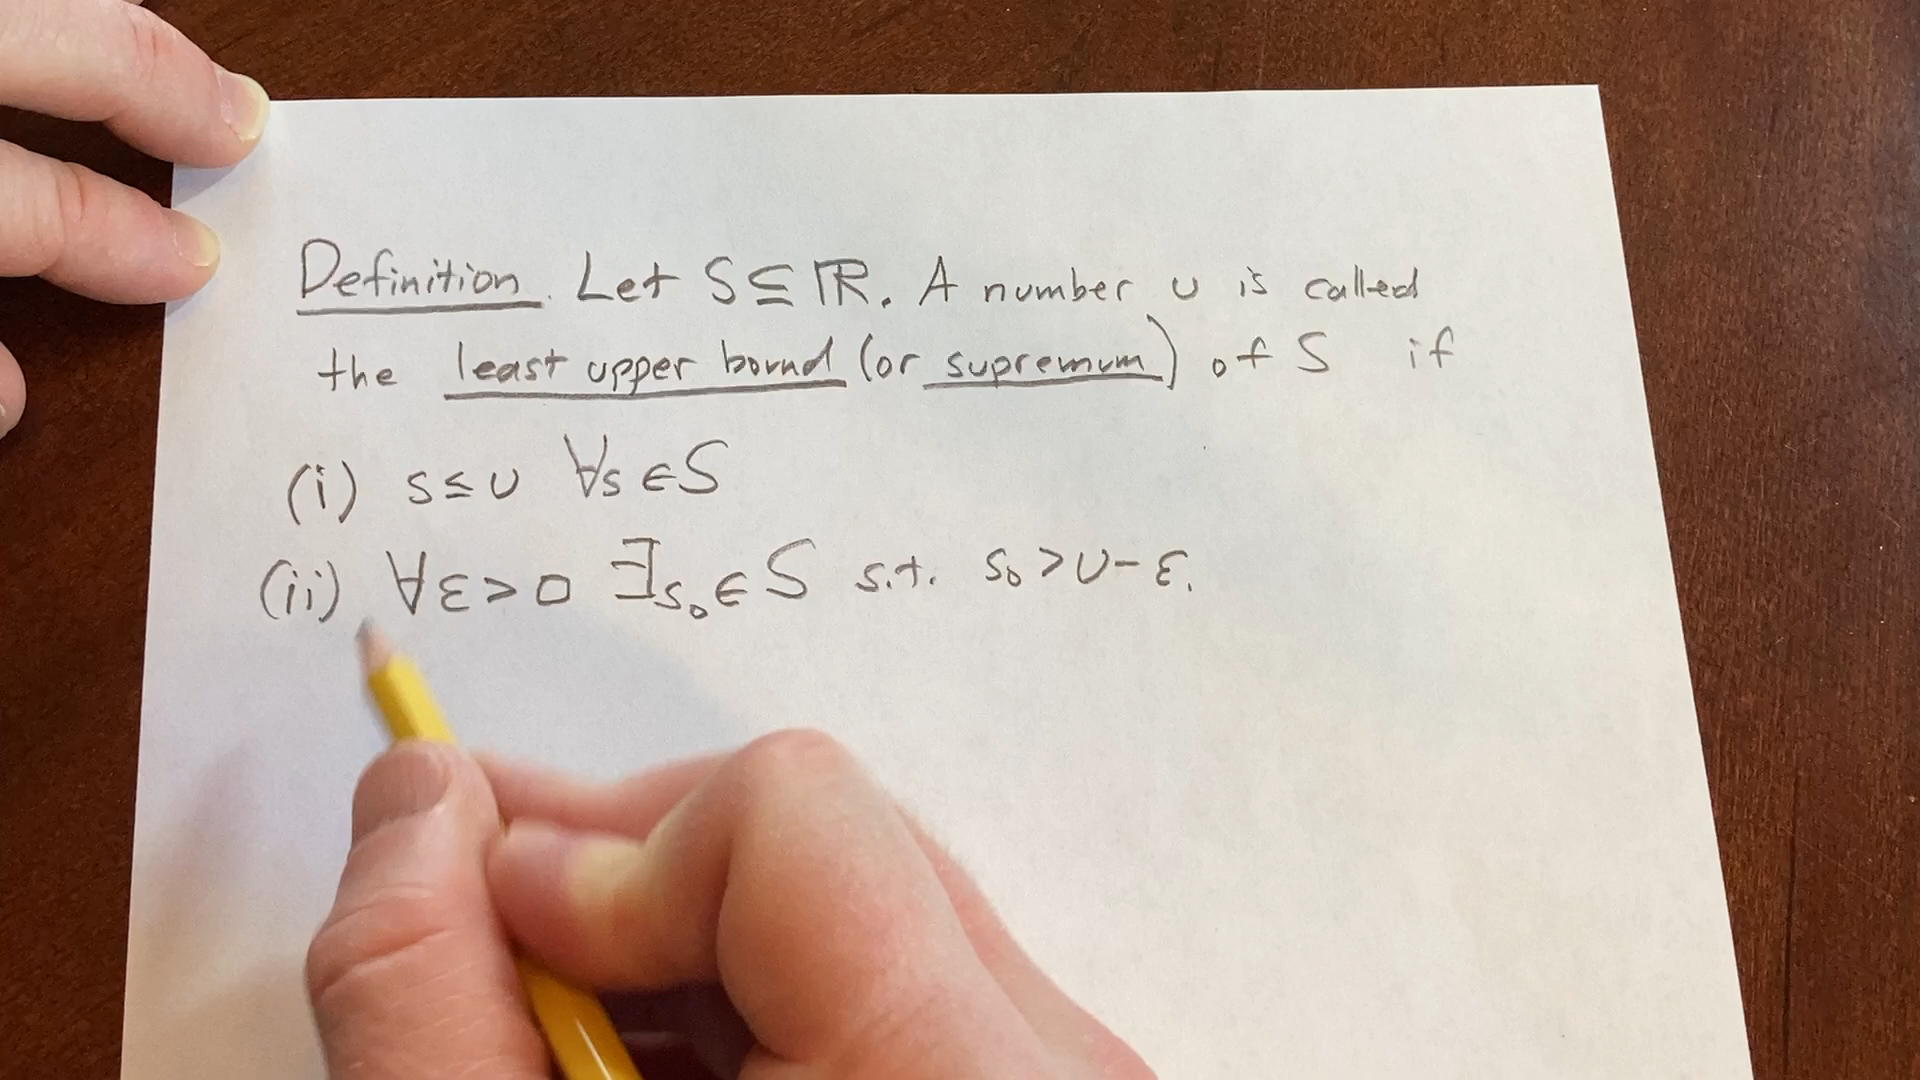 Definition. Let S ⊆ ℝ. A number u is called
the least upper bound (or supremum) of S if
(i) s ≤ u ∀s ∈ S
(ii) ∀ε > 0 ∃s₀ ∈ S s.t. s₀ > u - ε.